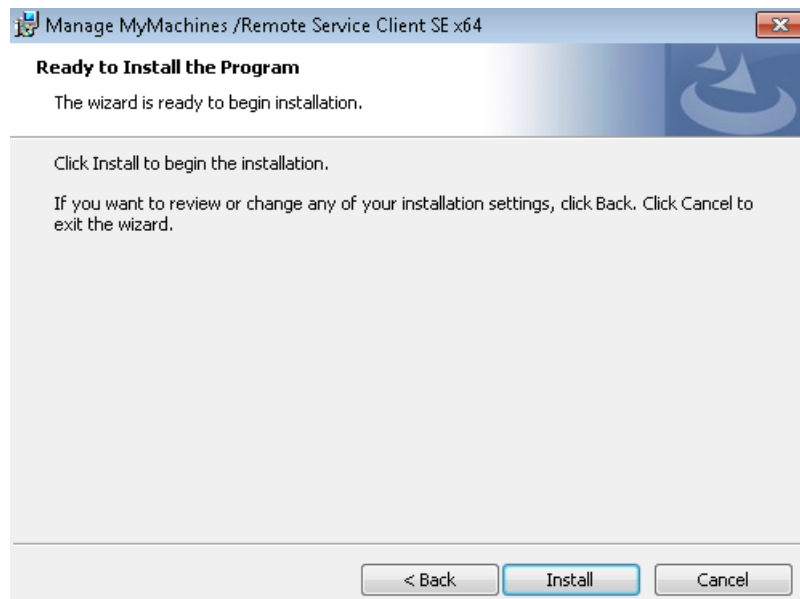 Manage MyMachines /Remote Service Client SE x64
Ready to Install the Program
The wizard is ready to begin installation.
Click Install to begin the installation.
If you want to review or change any of your installation settings, click Back. Click Cancel to
exit the wizard.
< Back
Install
Cancel